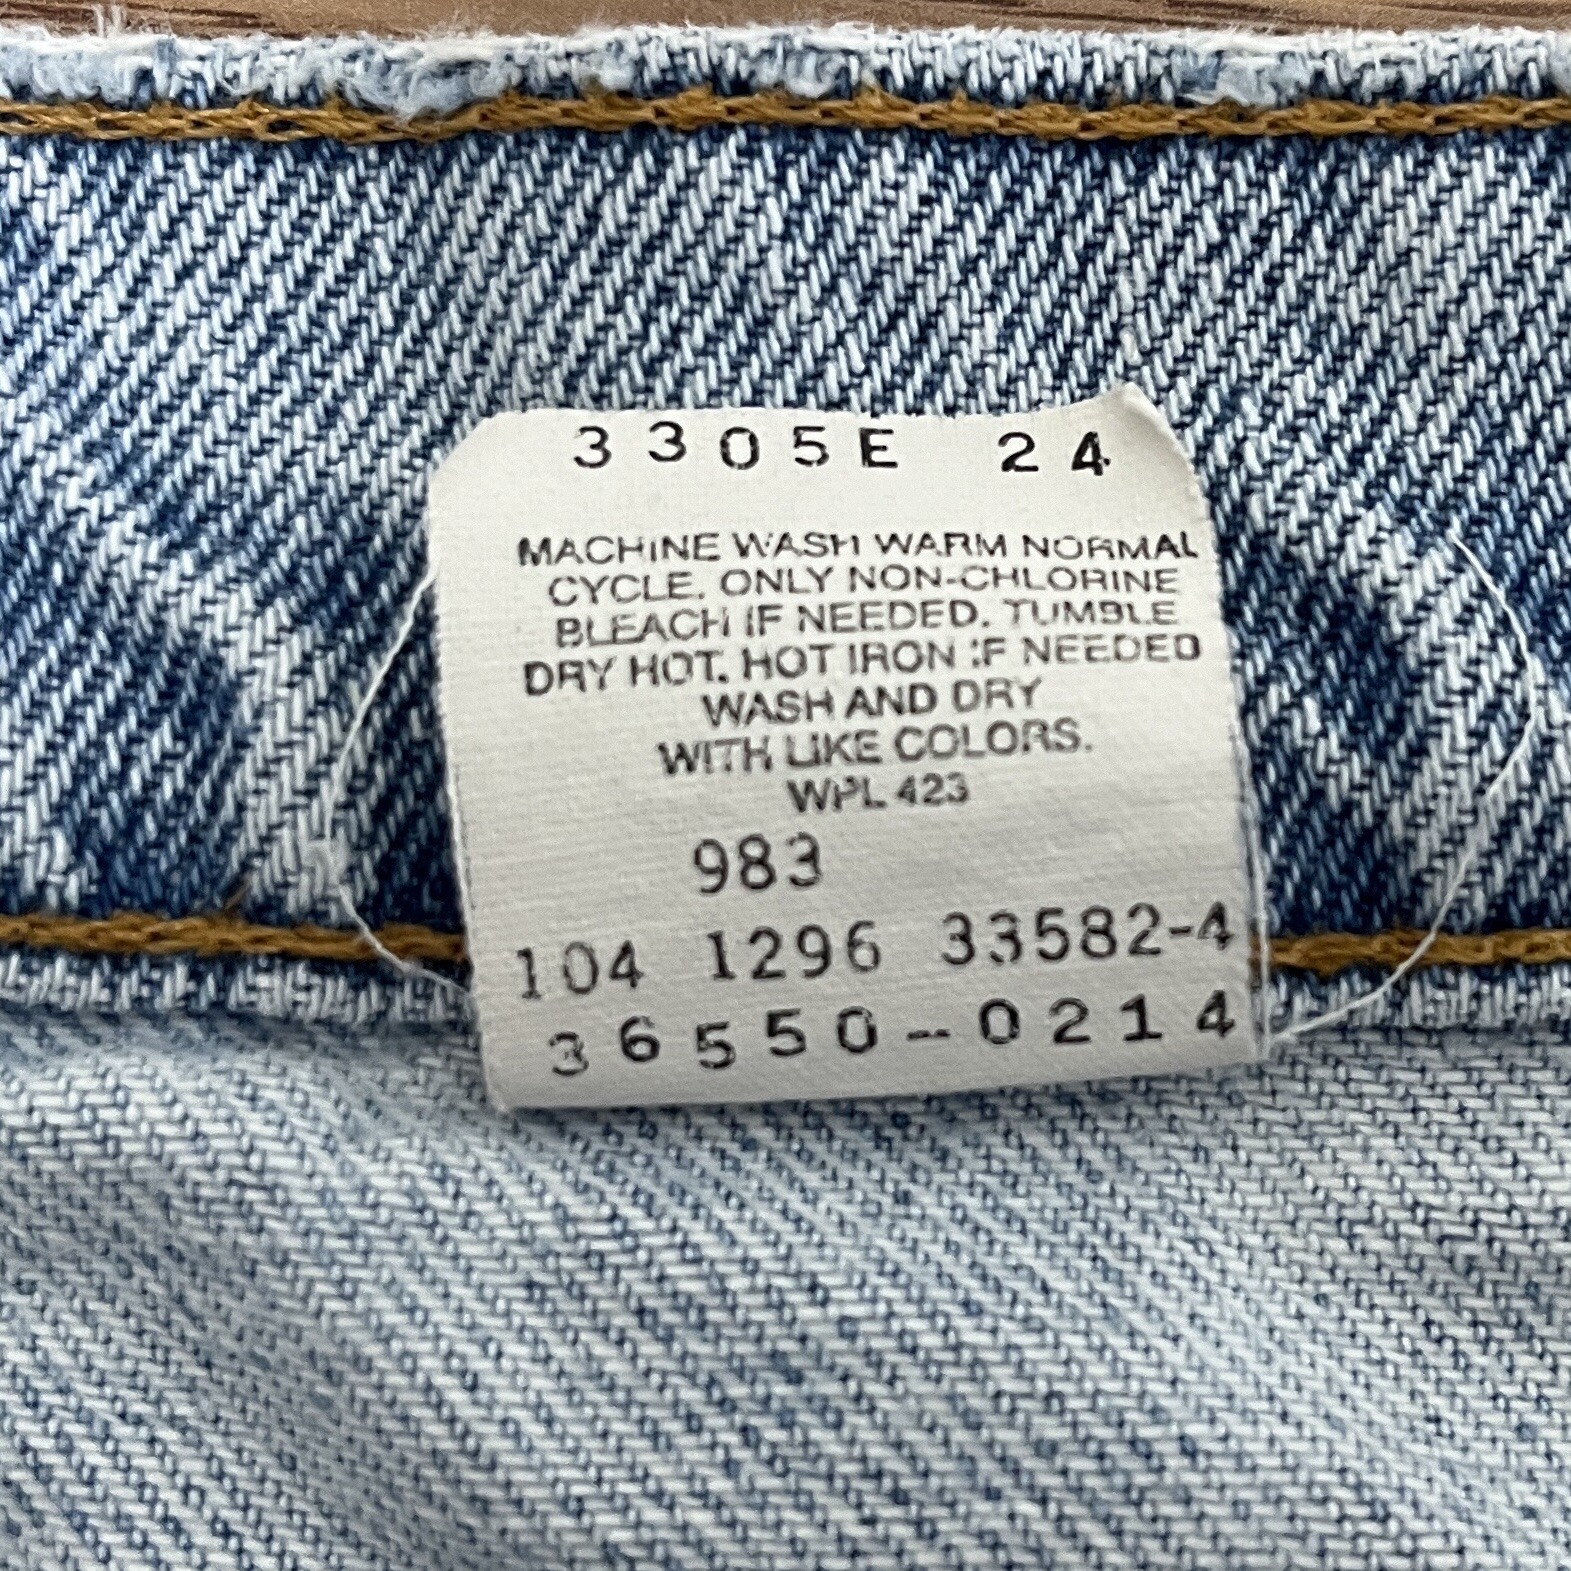 3305E 24
MACHINE WASH WARM NORMAL
CYCLE. ONLY NON-CHLORINE
BLEACH IF NEEDED. TUMBLE
DRY HOT. HOT IRON IF NEEDED
WASH AND DRY
WITH LIKE COLORS.
WPL 423
983
104 1296 33582-4
36550-0214